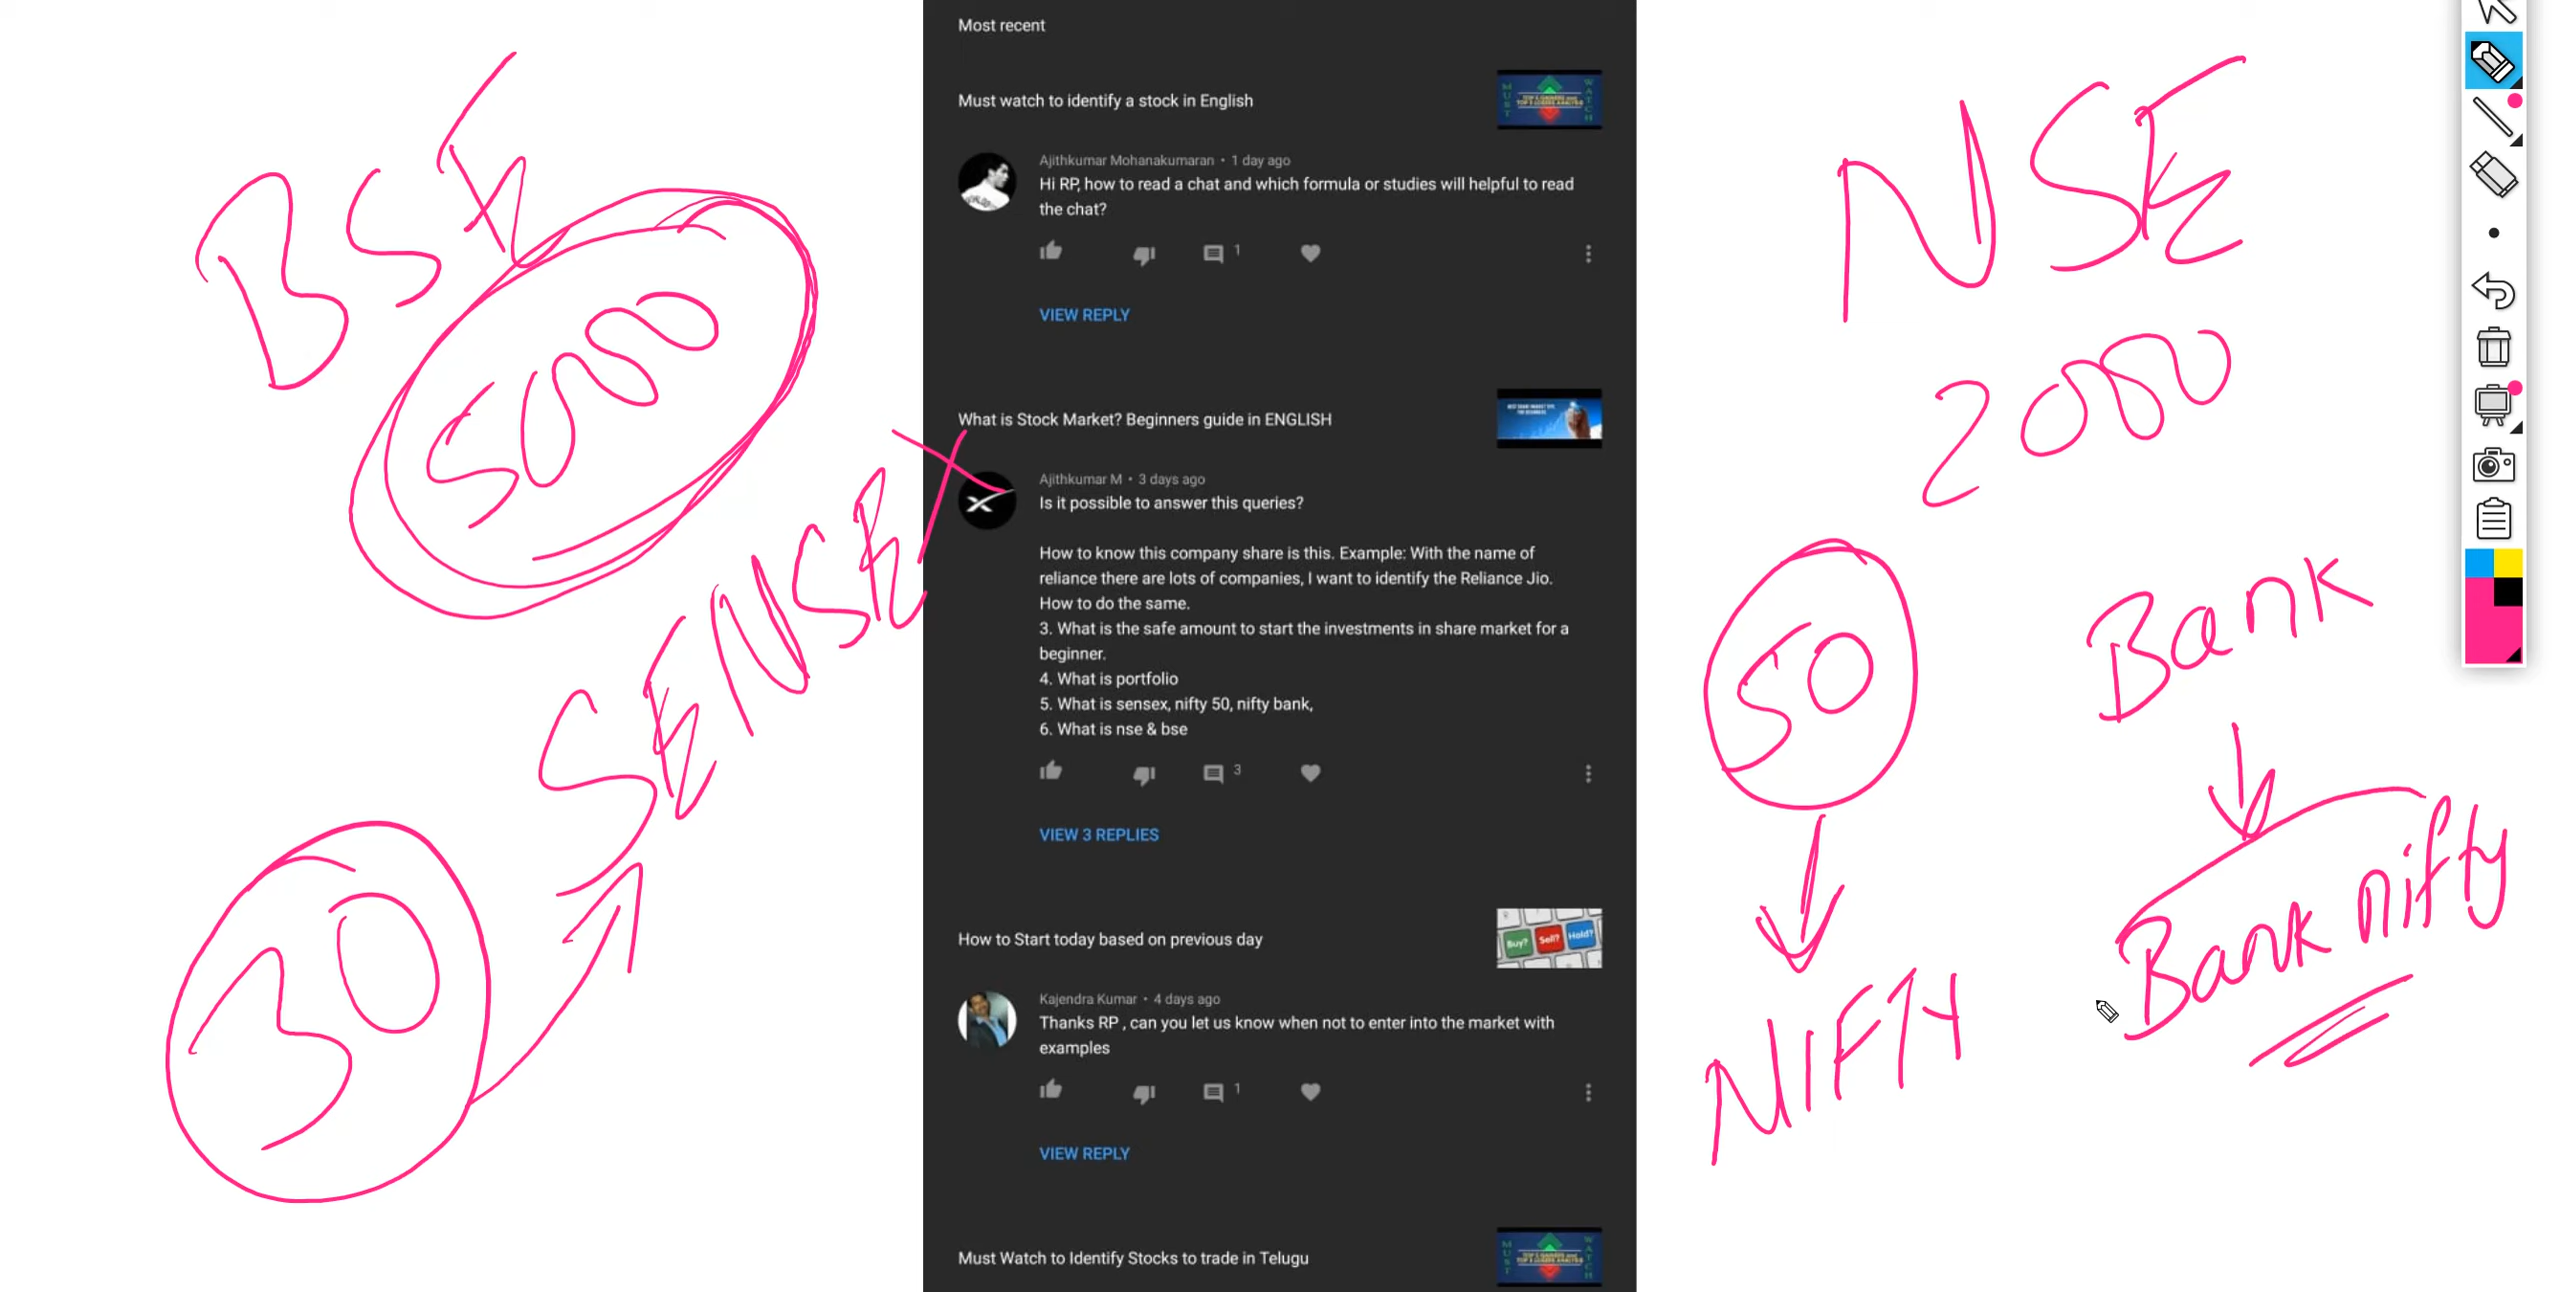 BSE
5000
SENSEX
30
Most recent
Must watch to identify a stock in English
MUST
WATCH
Ajithkumar Mohanakumaran • 1 day ago
Hi RP, how to read a chat and which formula or studies will helpful to read
the chat?
1
VIEW REPLY
What is Stock Market? Beginners guide in ENGLISH
Ajithkumar M • 3 days ago
Is it possible to answer this queries?
How to know this company share is this. Example: With the name of
reliance there are lots of companies, I want to identify the Reliance Jio.
How to do the same.
3. What is the safe amount to start the investments in share market for a
beginner.
4. What is portfolio
5. What is sensex, nifty 50, nifty bank,
6. What is nse & bse
3
VIEW 3 REPLIES
How to Start today based on previous day
Buy? Sell? Hold?
Kajendra Kumar • 4 days ago
Thanks RP , can you let us know when not to enter into the market with
examples
1
VIEW REPLY
Must Watch to Identify Stocks to trade in Telugu
MUST
WATCH
NSE
2000
50
NIFTY
Bank
Bank nifty